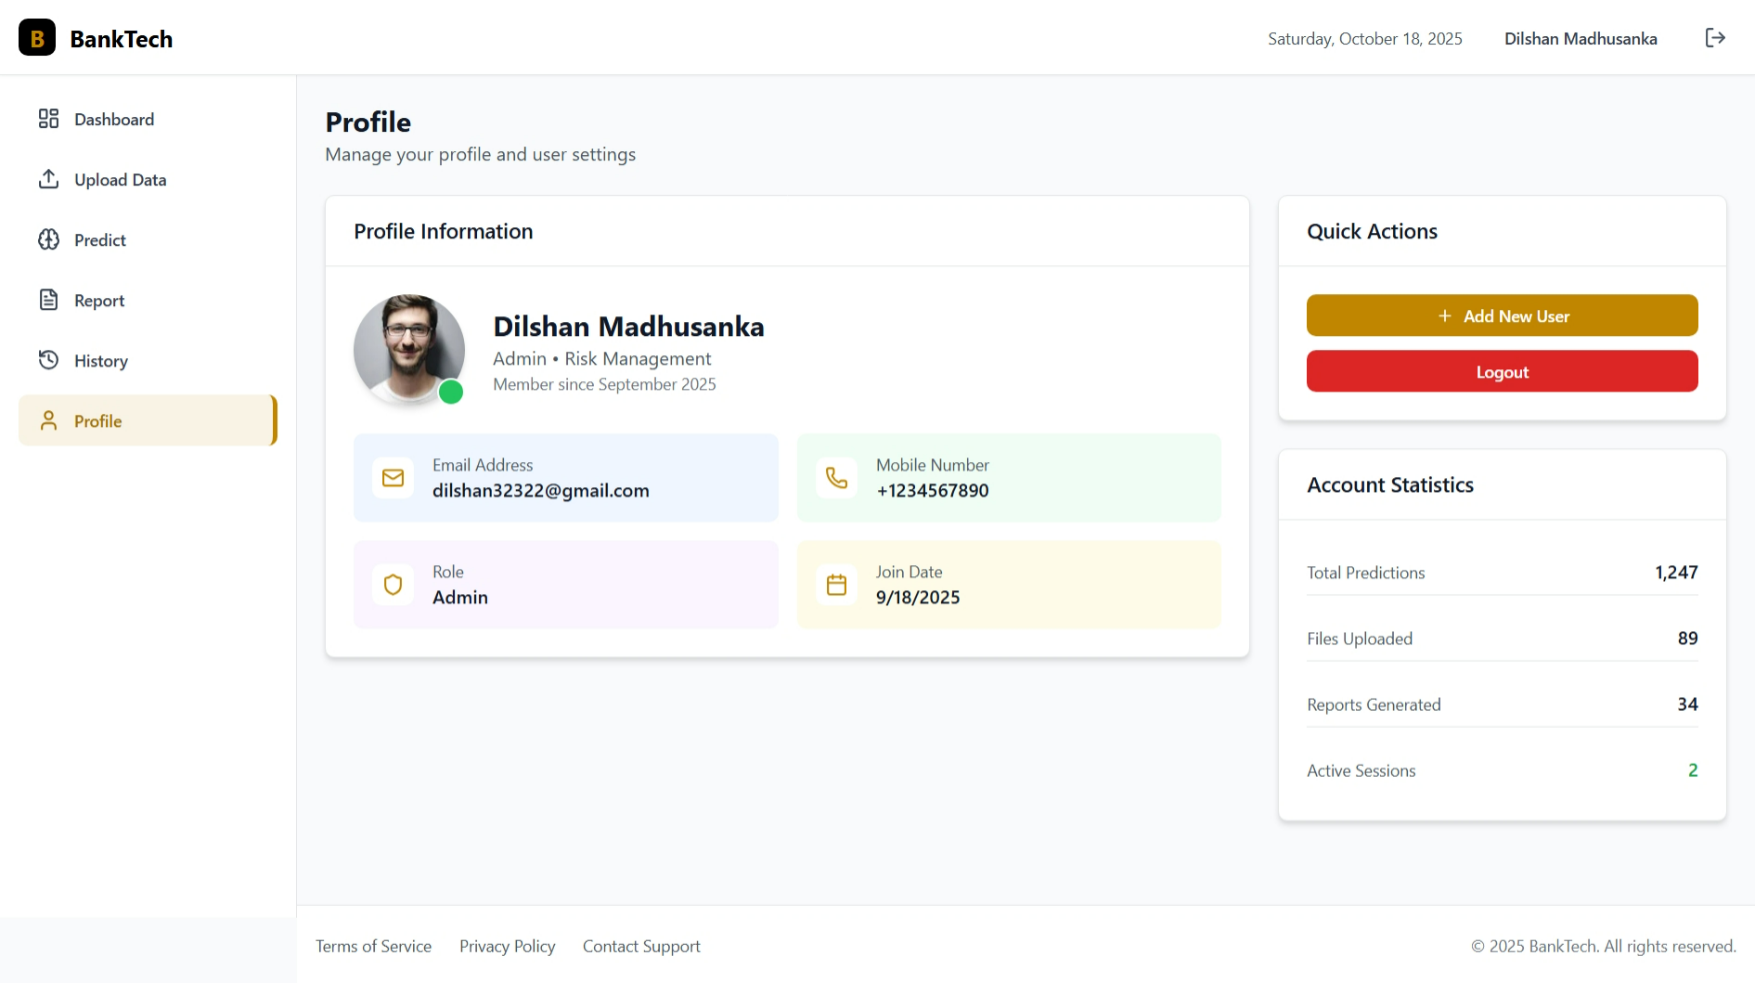 B BankTech
Saturday, October 18, 2025
Dilshan Madhusanka
Dashboard
Upload Data
Predict
Report
History
Profile
Profile
Manage your profile and user settings
Profile Information
Dilshan Madhusanka
Admin • Risk Management
Member since September 2025
Email Address
dilshan32322@gmail.com
Mobile Number
+1234567890
Role
Admin
Join Date
9/18/2025
Quick Actions
+ Add New User
Logout
Account Statistics
Total Predictions 1,247
Files Uploaded 89
Reports Generated 34
Active Sessions 2
Terms of Service Privacy Policy Contact Support
© 2025 BankTech. All rights reserved.